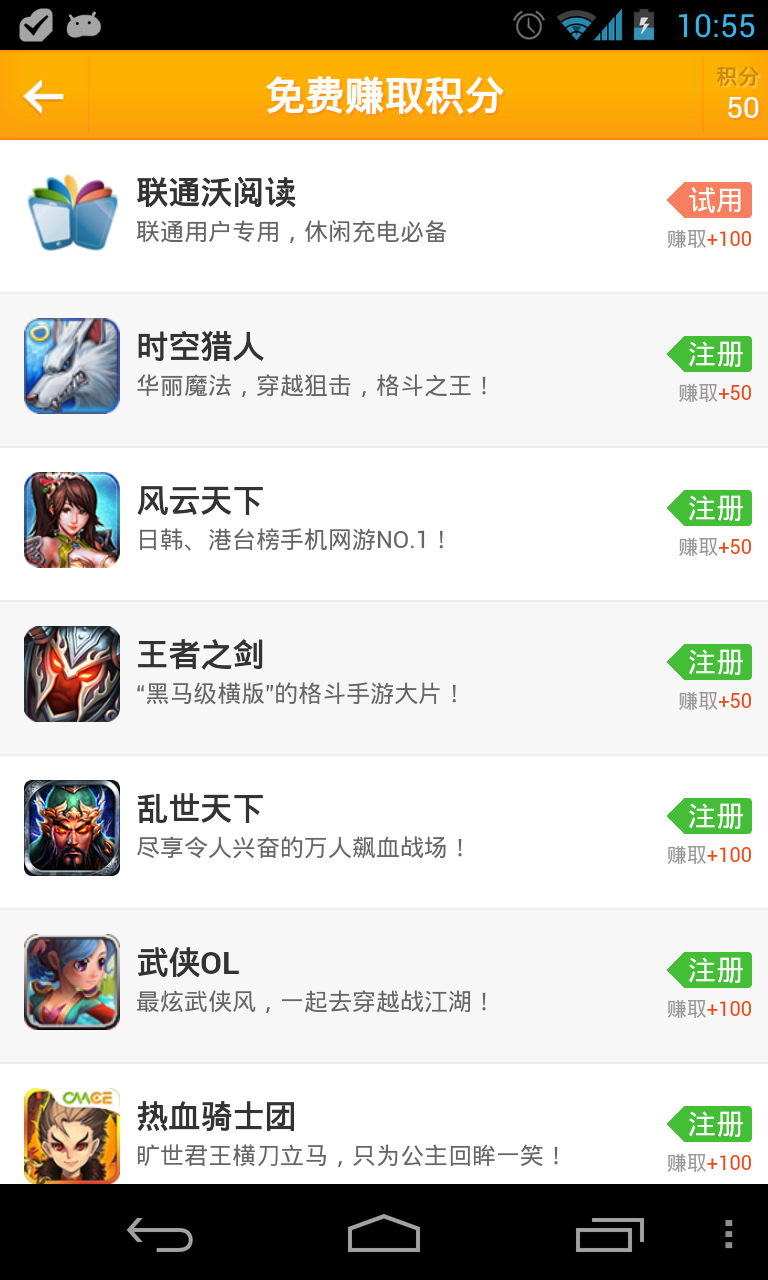 10:55
免费赚取积分
积分
50
联通沃阅读
联通用户专用，休闲充电必备
试用
赚取+100
时空猎人
华丽魔法，穿越狙击，格斗之王！
注册
赚取+50
风云天下
日韩、港台榜手机网游NO.1！
注册
赚取+50
王者之剑
“黑马级横版”的格斗手游大片！
注册
赚取+50
乱世天下
尽享令人兴奋的万人飙血战场！
注册
赚取+100
武侠OL
最炫武侠风，一起去穿越战江湖！
注册
赚取+100
CMGE
热血骑士团
旷世君王横刀立马，只为公主回眸一笑！
注册
赚取+100